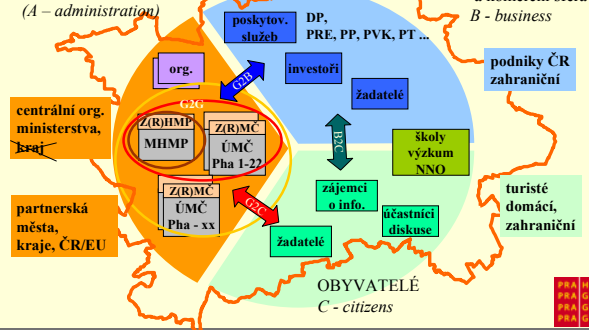 (A – administration)
a komerční sféra
B - business
poskytov.
služeb
DP,
PRE, PP, PVK, PT ...
org.
investoři
podniky ČR
zahraniční
G2B
žadatelé
G2G
centrální org.
ministerstva,
kraj
Z(R)HMP
MHMP
Z(R)MČ
ÚMČ
Pha 1-22
B2C
školy
výzkum
NNO
Z(R)MČ
ÚMČ
Pha - xx
G2C
zájemci
o info.
turisté
domácí,
zahraniční
partnerská
města,
kraje, ČR/EU
účastníci
diskuse
žadatelé
OBYVATELÉ
C - citizens
PRA H
PRA G
PRA G
PRA G